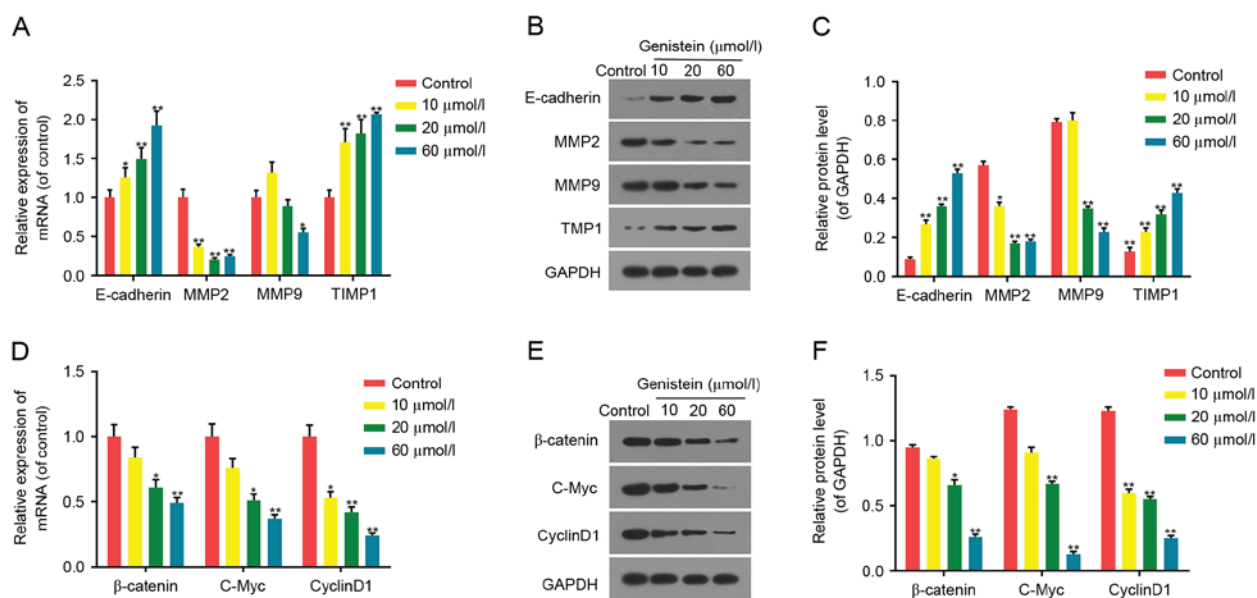 A
Relative expression of
mRNA (of control)
2.5
2.0
1.5
1.0
0.5
0.0
* ** **
** ** **
*
** ** **
E-cadherin MMP2 MMP9 TIMP1
Control
10 μmol/l
20 μmol/l
60 μmol/l
B
Genistein (μmol/l)
Control 10 20 60
E-cadherin
MMP2
MMP9
TMP1
GAPDH
C
Relative protein level
(of GAPDH)
1.0
0.8
0.6
0.4
0.2
0.0
** ** **
* ** **
** **
** ** ** **
E-cadherin MMP2 MMP9 TIMP1
Control
10 μmol/l
20 μmol/l
60 μmol/l
D
Relative expression of
mRNA (of control)
1.5
1.0
0.5
0.0
* **
* **
* ** **
β-catenin C-Myc CyclinD1
Control
10 μmol/l
20 μmol/l
60 μmol/l
E
Genistein (μmol/l)
Control 10 20 60
β-catenin
C-Myc
CyclinD1
GAPDH
F
Relative protein level
(of GAPDH)
1.5
1.0
0.5
0.0
* **
** **
** ** **
β-catenin C-Myc CyclinD1
Control
10 μmol/l
20 μmol/l
60 μmol/l